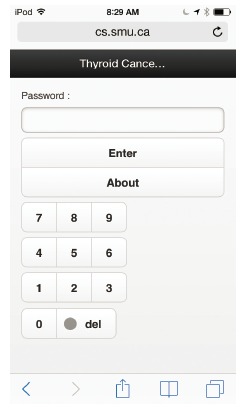 iPod 8:29 AM
cs.smu.ca
Thyroid Cance...
Password :
Enter
About
7 8 9
4 5 6
1 2 3
0 del